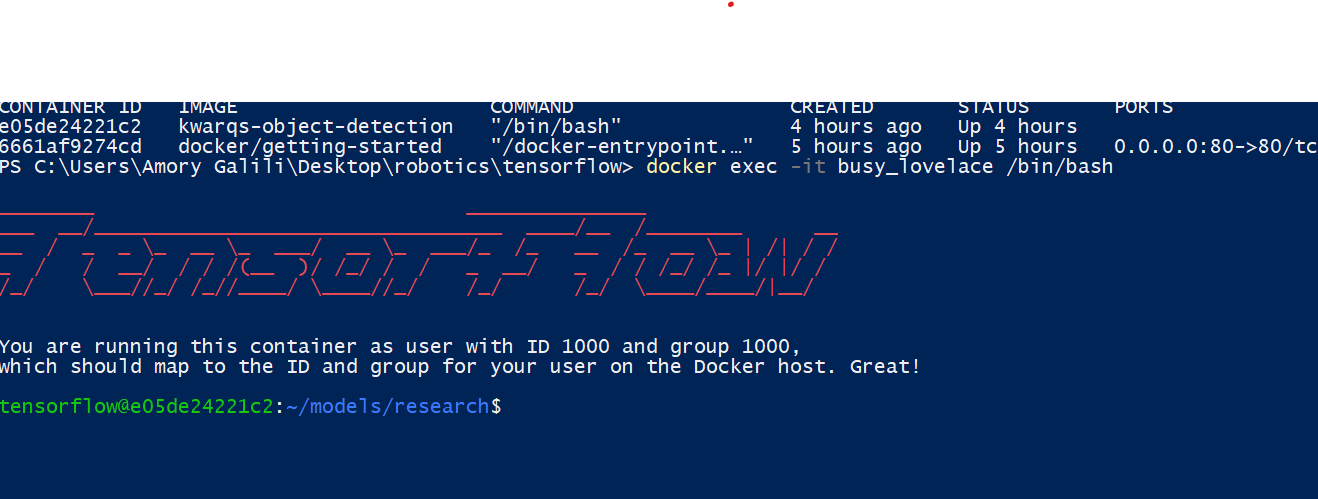 CONTAINER ID IMAGE COMMAND CREATED STATUS PORTS
e05de24221c2 kwarqs-object-detection "/bin/bash" 4 hours ago Up 4 hours
6661af9274cd docker/getting-started "/docker-entrypoint.…" 5 hours ago Up 5 hours 0.0.0.0:80->80/tc
PS C:\Users\Amory Galili\Desktop\robotics\tensorflow> docker exec -it busy_lovelace /bin/bash
TensorFlow
You are running this container as user with ID 1000 and group 1000,
which should map to the ID and group for your user on the Docker host. Great!
tensorflow@e05de24221c2:~/models/research$